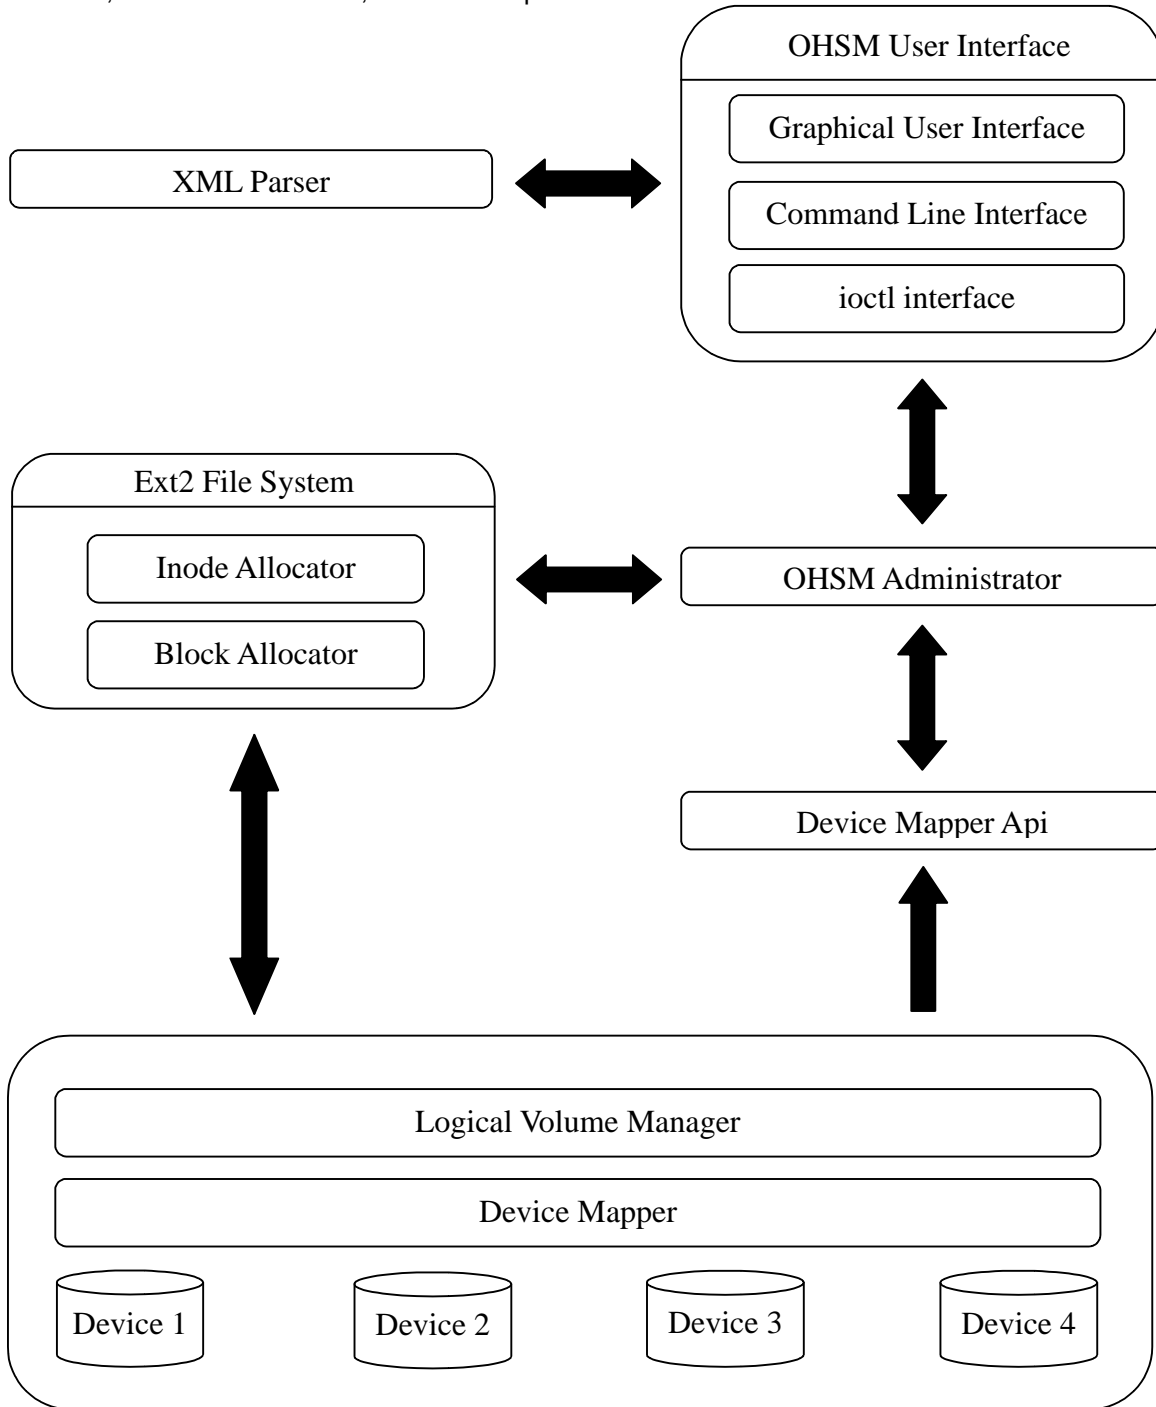 OHSM User Interface
Graphical User Interface
XML Parser
Command Line Interface
ioctl interface
Ext2 File System
Inode Allocator
OHSM Administrator
Block Allocator
Device Mapper Api
Logical Volume Manager
Device Mapper
Device 1
Device 2
Device 3
Device 4